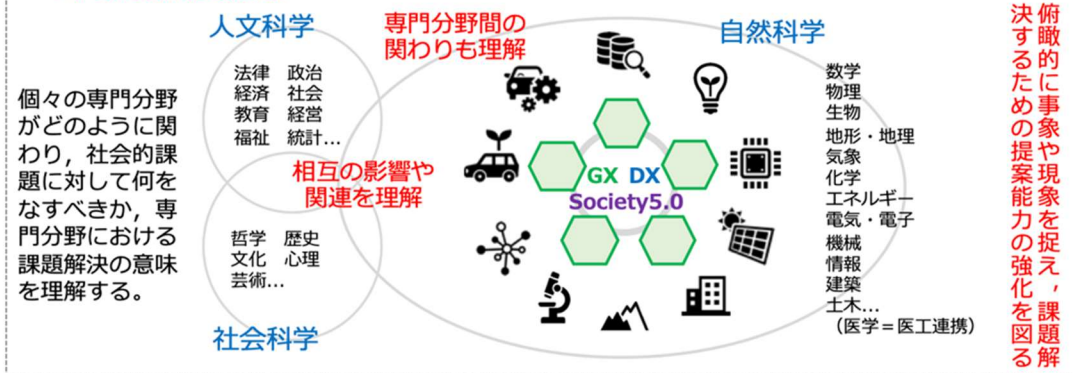 個々の専門分野
がどのように関
わり，社会的課
題に対して何を
なすべきか，専
門分野における
課題解決の意味
を理解する。
人文科学
法律　政治
経済　社会
教育　経営
福祉　統計…
相互の影響や
関連を理解
哲学　歴史
文化　心理
芸術…
社会科学
専門分野間の
関わりも理解
GX DX
Society5.0
自然科学
数学
物理
生物
地形・地理
気象
化学
エネルギー
電気・電子
機械
情報
建築
土木…
（医学＝医工連携）
俯瞰的に事象や現象を捉え，課題解
決するための提案能力の強化を図る